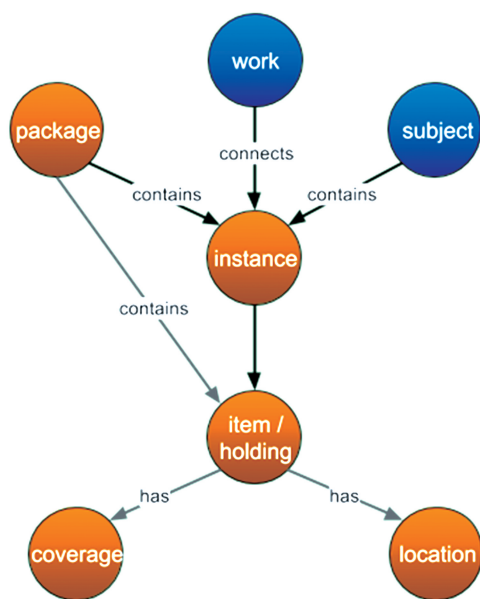 work
package
subject
connects
contains
contains
instance
contains
item /
holding
has
has
coverage
location